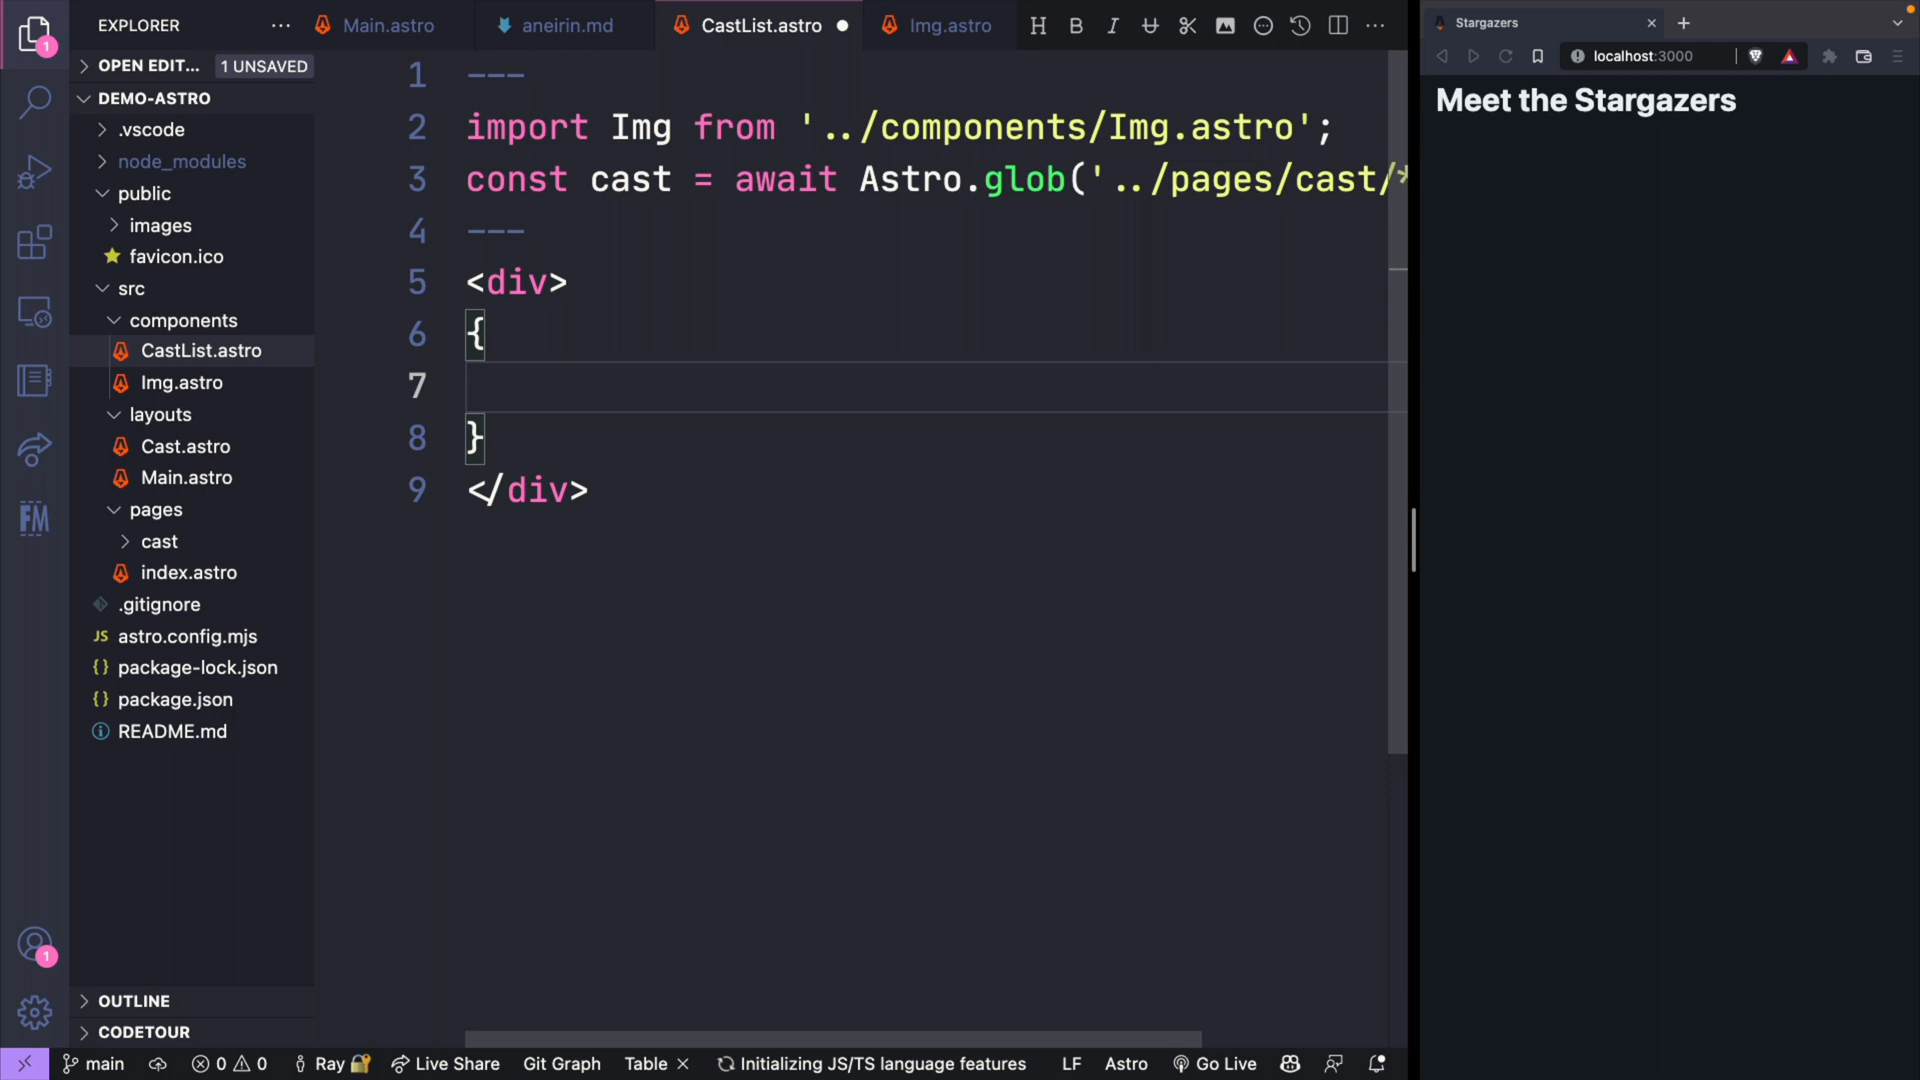 EXPLORER
Main.astro
aneirin.md
CastList.astro
Img.astro
OPEN EDIT... 1 UNSAVED
DEMO-ASTRO
.vscode
node_modules
public
images
favicon.ico
src
components
CastList.astro
Img.astro
layouts
Cast.astro
Main.astro
pages
cast
index.astro
.gitignore
JS astro.config.mjs
{} package-lock.json
{} package.json
README.md
OUTLINE
CODETOUR
1
1
FM
1 ---
2 import Img from '../components/Img.astro';
3 const cast = await Astro.glob('../pages/cast/*
4 ---
5 <div>
6 {
7
8 }
9 </div>
H B I U
Stargazers
localhost:3000
Meet the Stargazers
main 0 0 Ray Live Share Git Graph Table Initializing JS/TS language features LF Astro Go Live